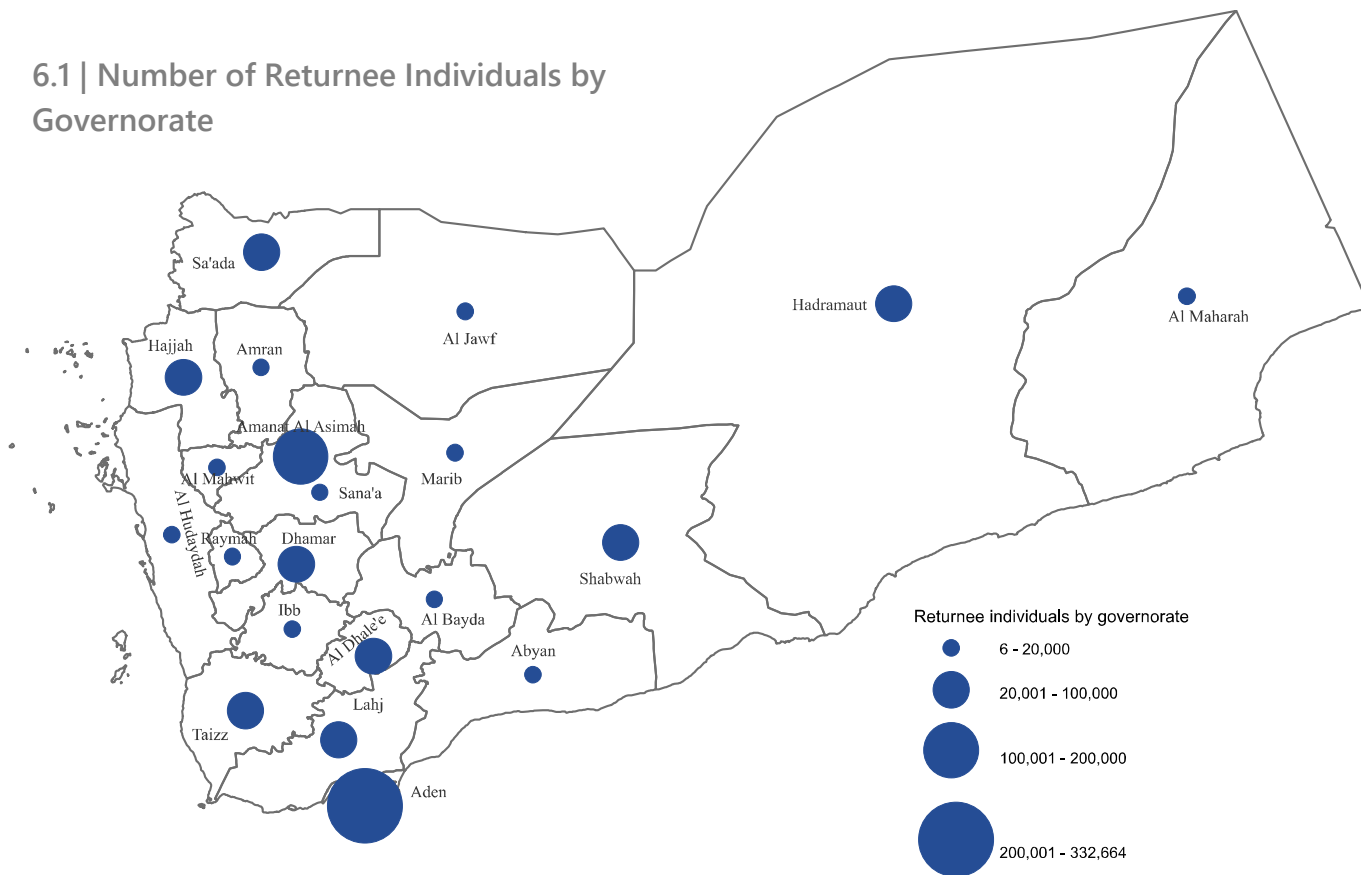 6.1 | Number of Returnee Individuals by
Governorate
Sa'ada
Hadramaut
Al Maharah
Al Jawf
Hajjah
Amran
Amanat Al Asimah
Marib
Al Mahwit
Sana'a
Al Hudaydah
Raymah
Dhamar
Shabwah
Ibb
Al Bayda
Al Dhale'e
Abyan
Lahj
Taizz
Aden
Returnee individuals by governorate
6 - 20,000
20,001 - 100,000
100,001 - 200,000
200,001 - 332,664